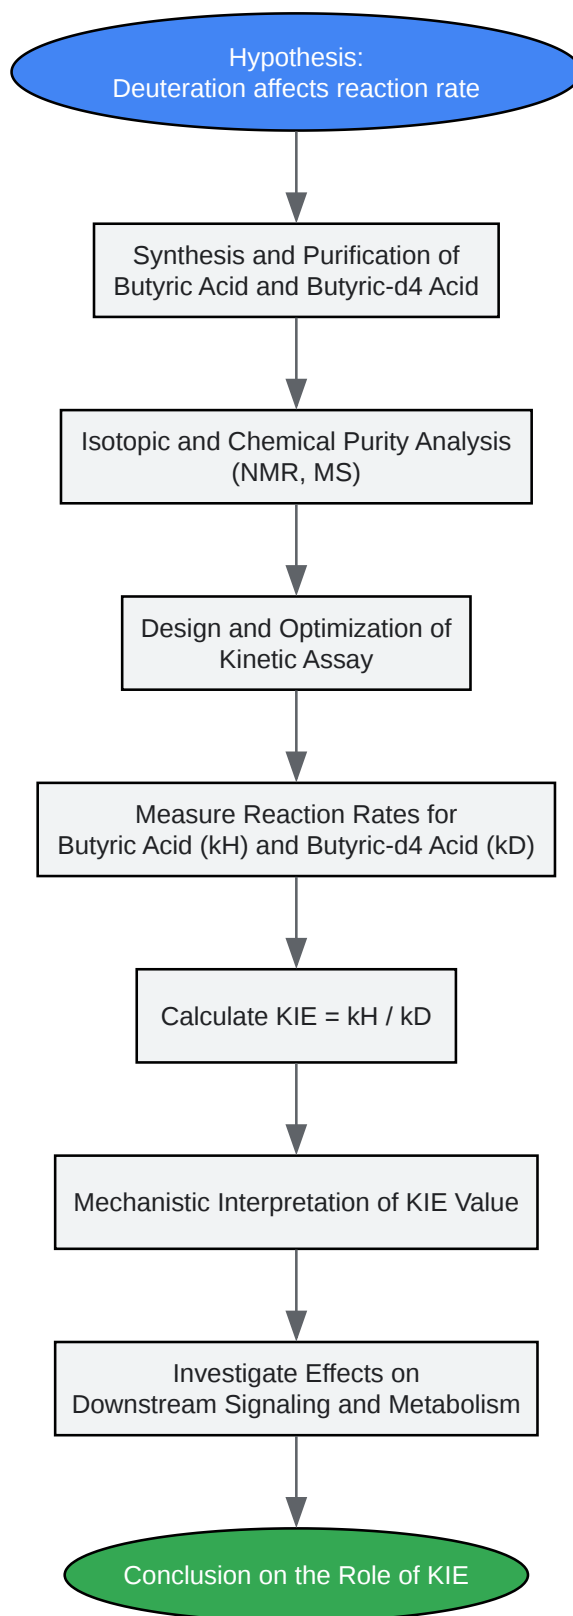 Hypothesis:
Deuteration affects reaction rate
Synthesis and Purification of
Butyric Acid and Butyric-d4 Acid
Isotopic and Chemical Purity Analysis
(NMR, MS)
Design and Optimization of
Kinetic Assay
Measure Reaction Rates for
Butyric Acid (kH) and Butyric-d4 Acid (kD)
Calculate KIE = kH / kD
Mechanistic Interpretation of KIE Value
Investigate Effects on
Downstream Signaling and Metabolism
Conclusion on the Role of KIE